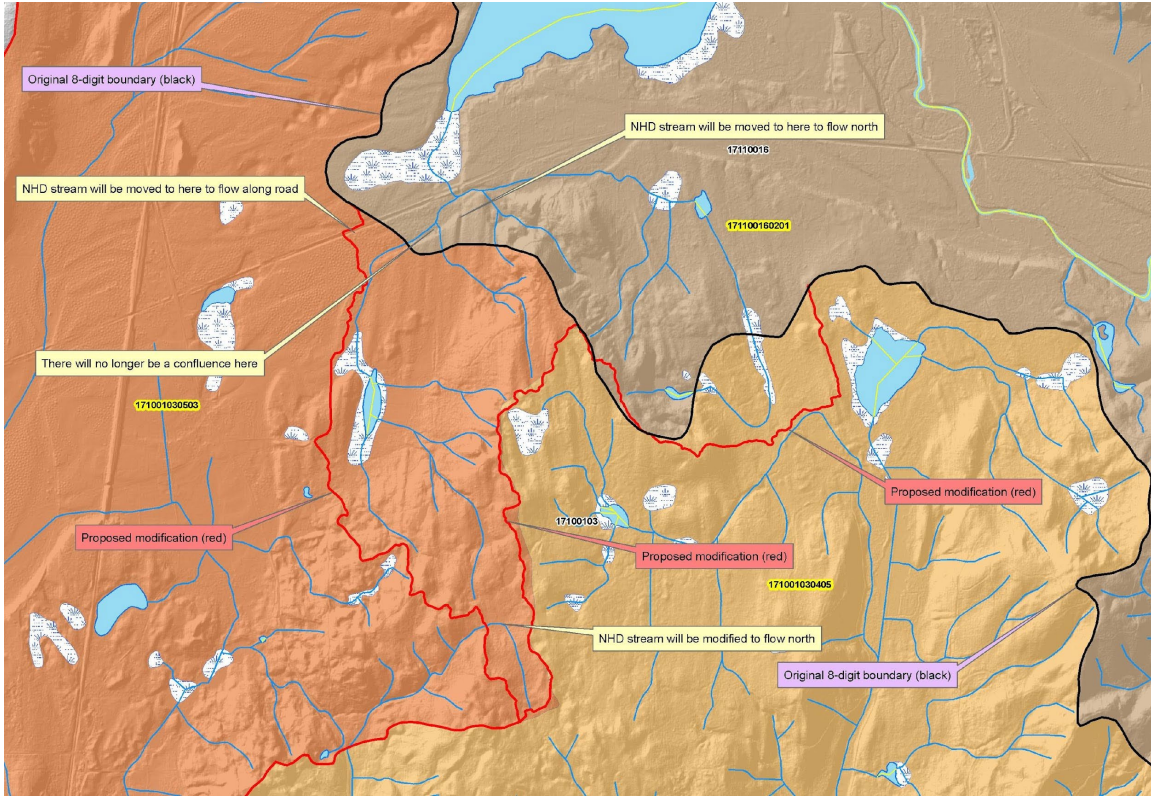 Original 8-digit boundary (black)
NHD stream will be moved to here to flow north
17110016
NHD stream will be moved to here to flow along road
171100160201
There will no longer be a confluence here
171001030503
Proposed modification (red)
17100103
Proposed modification (red)
Proposed modification (red)
171001030405
NHD stream will be modified to flow north
Original 8-digit boundary (black)